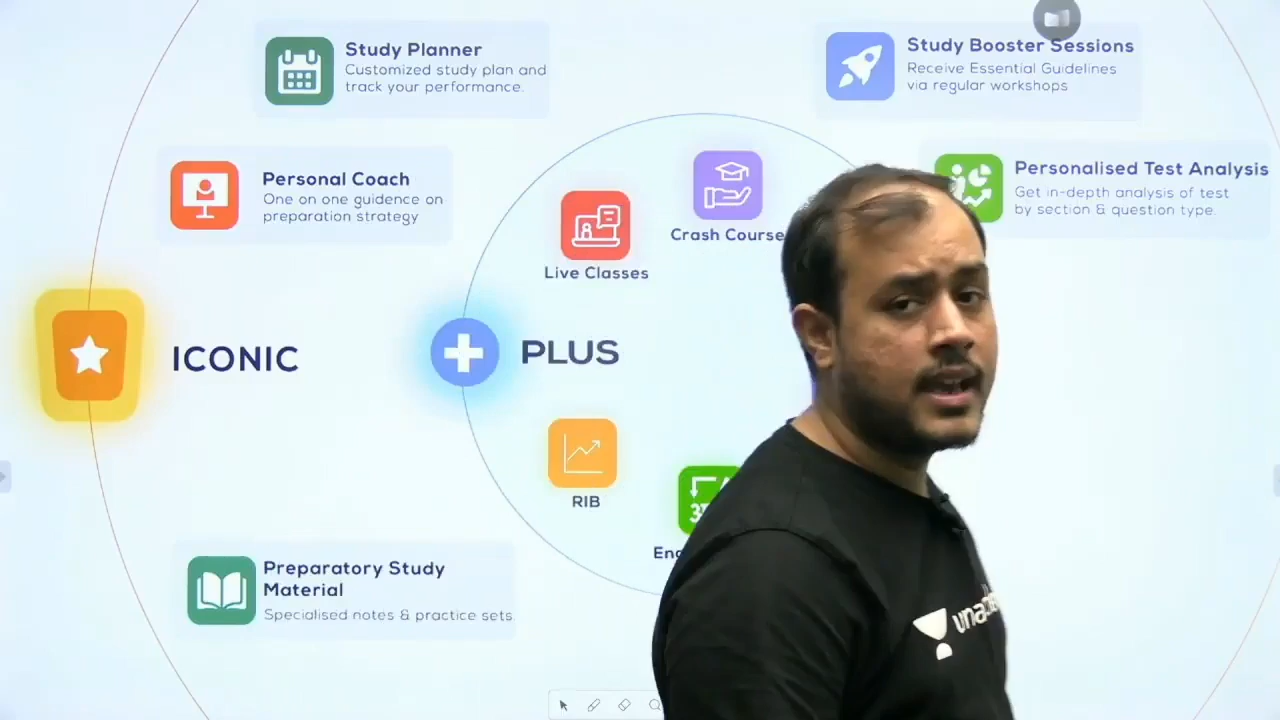 Study Planner
Customized study plan and
track your performance.
Study Booster Sessions
Receive Essential Guidelines
via regular workshops
Personal Coach
One on one guidence on
preparation strategy
Personalised Test Analysis
Get in-depth analysis of test
by section & question type.
Crash Course
Live Classes
ICONIC
PLUS
RIB
Preparatory Study
Material
Specialised notes & practice sets.